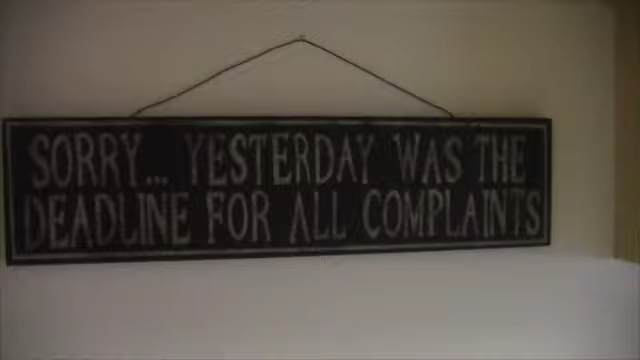 SORRY... YESTERDAY WAS THE
DEADLINE FOR ALL COMPLAINTS